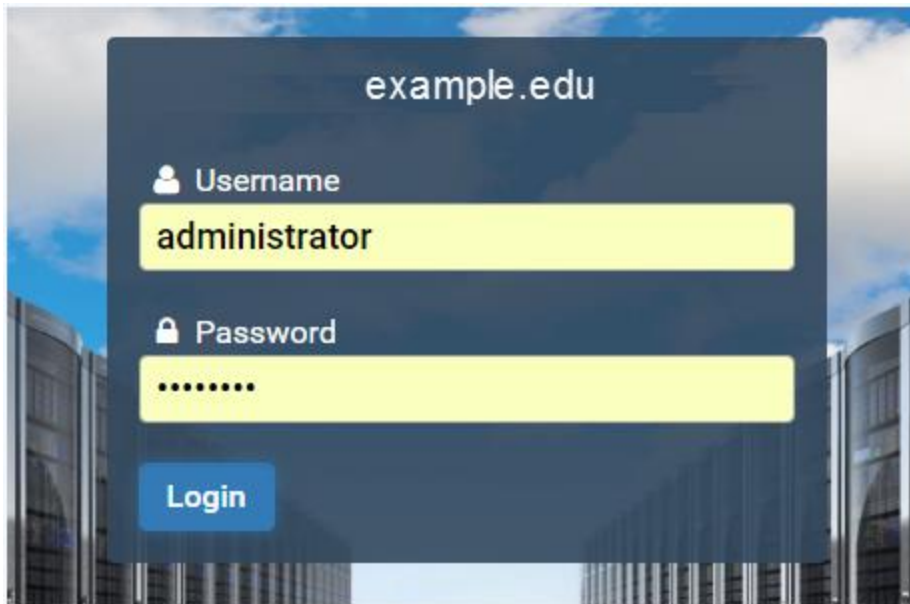 example.edu
Username
administrator
Password
••••••••
Login